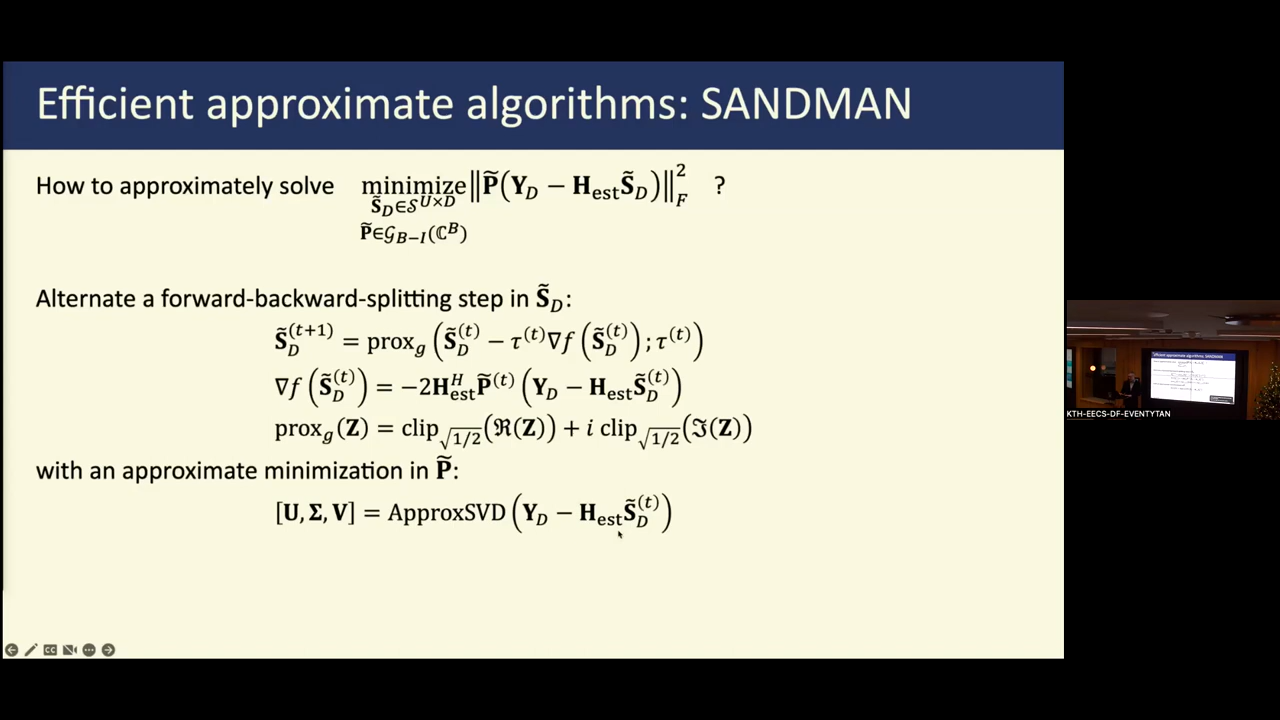 Efficient approximate algorithms: SANDMAN
How to approximately solve minimize ‖P̃(Y_D − H_est S̃_D)‖²_F ?
S̃_D∈𝒮^{U×D}
P̃∈𝒢_{B−I}(ℂ^B)
Alternate a forward-backward-splitting step in S̃_D:
S̃_D^{(t+1)} = prox_g (S̃_D^{(t)} − τ^{(t)}∇f (S̃_D^{(t)}) ; τ^{(t)})
∇f (S̃_D^{(t)}) = −2H_est^H P̃^{(t)} (Y_D − H_est S̃_D^{(t)})
prox_g(Z) = clip_{√1/2}(ℜ(Z)) + i clip_{√1/2}(ℑ(Z))
with an approximate minimization in P̃:
[U, Σ, V] = ApproxSVD (Y_D − H_est S̃_D^{(t)})
KTH-EECS-DF-EVENTYTAN